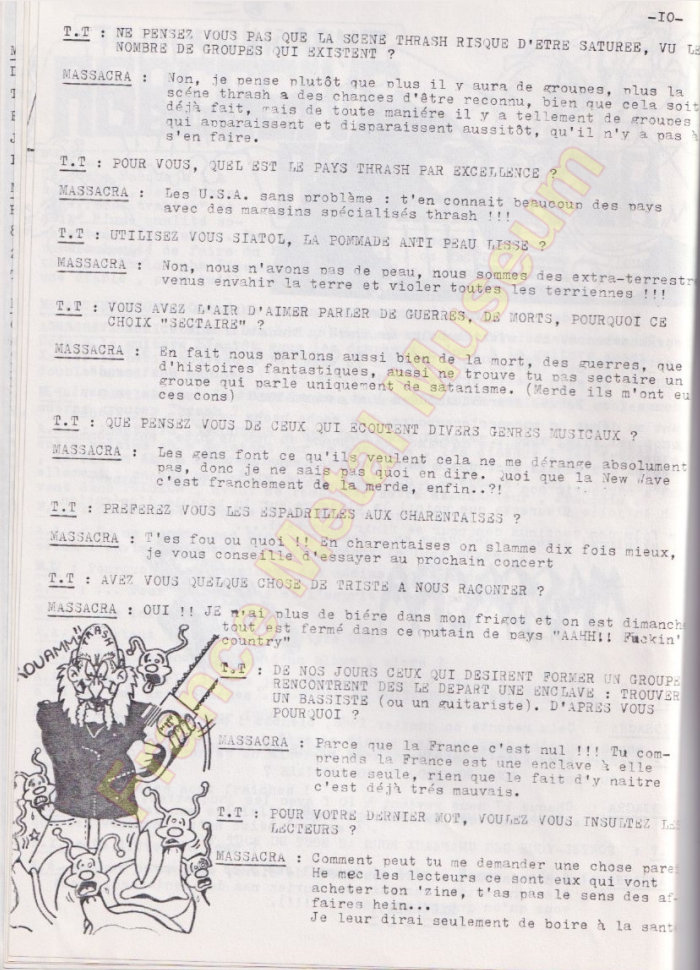 -IO-
T.T : NE PENSEZ VOUS PAS QUE LA SCENE THRASH RISQUE D'ETRE SATUREE, VU LE
NOMBRE DE GROUPES QUI EXISTENT ?
MASSACRA : Non, je pense plutôt que plus il y aura de groupes, plus la
scéne thrash a des chances d'être reconnu, bien que cela soit
déjà fait, mais de toute maniére il y a tellement de groupes
qui apparaissent et disparaissent aussitôt, qu'il n'y a pas à
s'en faire.
T.T : POUR VOUS, QUEL EST LE PAYS THRASH PAR EXCELLENCE ?
MASSACRA : Les U.S.A. sans problème : t'en connait beaucoup des pays
avec des magasins spécialisés thrash !!!
T.T : UTILISEZ VOUS SIATOL, LA POMMADE ANTI PEAU LISSE ?
MASSACRA : Non, nous n'avons pas de peau, nous sommes des extra-terrestr
venus envahir la terre et violer toutes les terriennes !!!
T.T : VOUS AVEZ L'AIR D'AIMER PARLER DE GUERRES, DE MORTS, POURQUOI CE
CHOIX "SECTAIRE" ?
MASSACRA : En fait nous parlons aussi bien de la mort, des guerres, que
d'histoires fantastiques, aussi ne trouve tu pas sectaire un
groupe qui parle uniquement de satanisme. (Merde ils m'ont eu
ces cons)
T.T : QUE PENSEZ VOUS DE CEUX QUI ECOUTENT DIVERS GENRES MUSICAUX ?
MASSACRA : Les gens font ce qu'ils veulent cela ne me dérange absolument
pas, donc je ne sais pas quoi en dire. Quoi que la New Wave
c'est franchement de la merde, enfin..?!
T.T : PREFEREZ VOUS LES ESPADRILLES AUX CHARENTAISES ?
MASSACRA : T'es fou ou quoi !! En charentaises on slamme dix fois mieux,
je vous conseille d'essayer au prochain concert
T.T : AVEZ VOUS QUELQUE CHOSE DE TRISTE A NOUS RACONTER ?
MASSACRA : OUI !! JE n'ai plus de biére dans mon frigot et on est dimanche
tout est fermé dans ce putain de pays "AAHH!! Fuckin'
country"
T.T : DE NOS JOURS CEUX QUI DESIRENT FORMER UN GROUPE
RENCONTRENT DES LE DEPART UNE ENCLAVE : TROUVER
UN BASSISTE (ou un guitariste). D'APRES VOUS
POURQUOI ?
MASSACRA : Parce que la France c'est nul !!! Tu com-
prends la France est une enclave à elle
toute seule, rien que le fait d'y naitre
c'est déjà trés mauvais.
T.T : POUR VOTRE DERNIER MOT, VOULEZ VOUS INSULTEZ LES
LECTEURS ?
MASSACRA : Comment peut tu me demander une chose parei
He mec les lecteurs ce sont eux qui vont
acheter ton 'zine, t'as pas le sens des af-
faires hein...
Je leur dirai seulement de boire à la sant
France Metal Museum